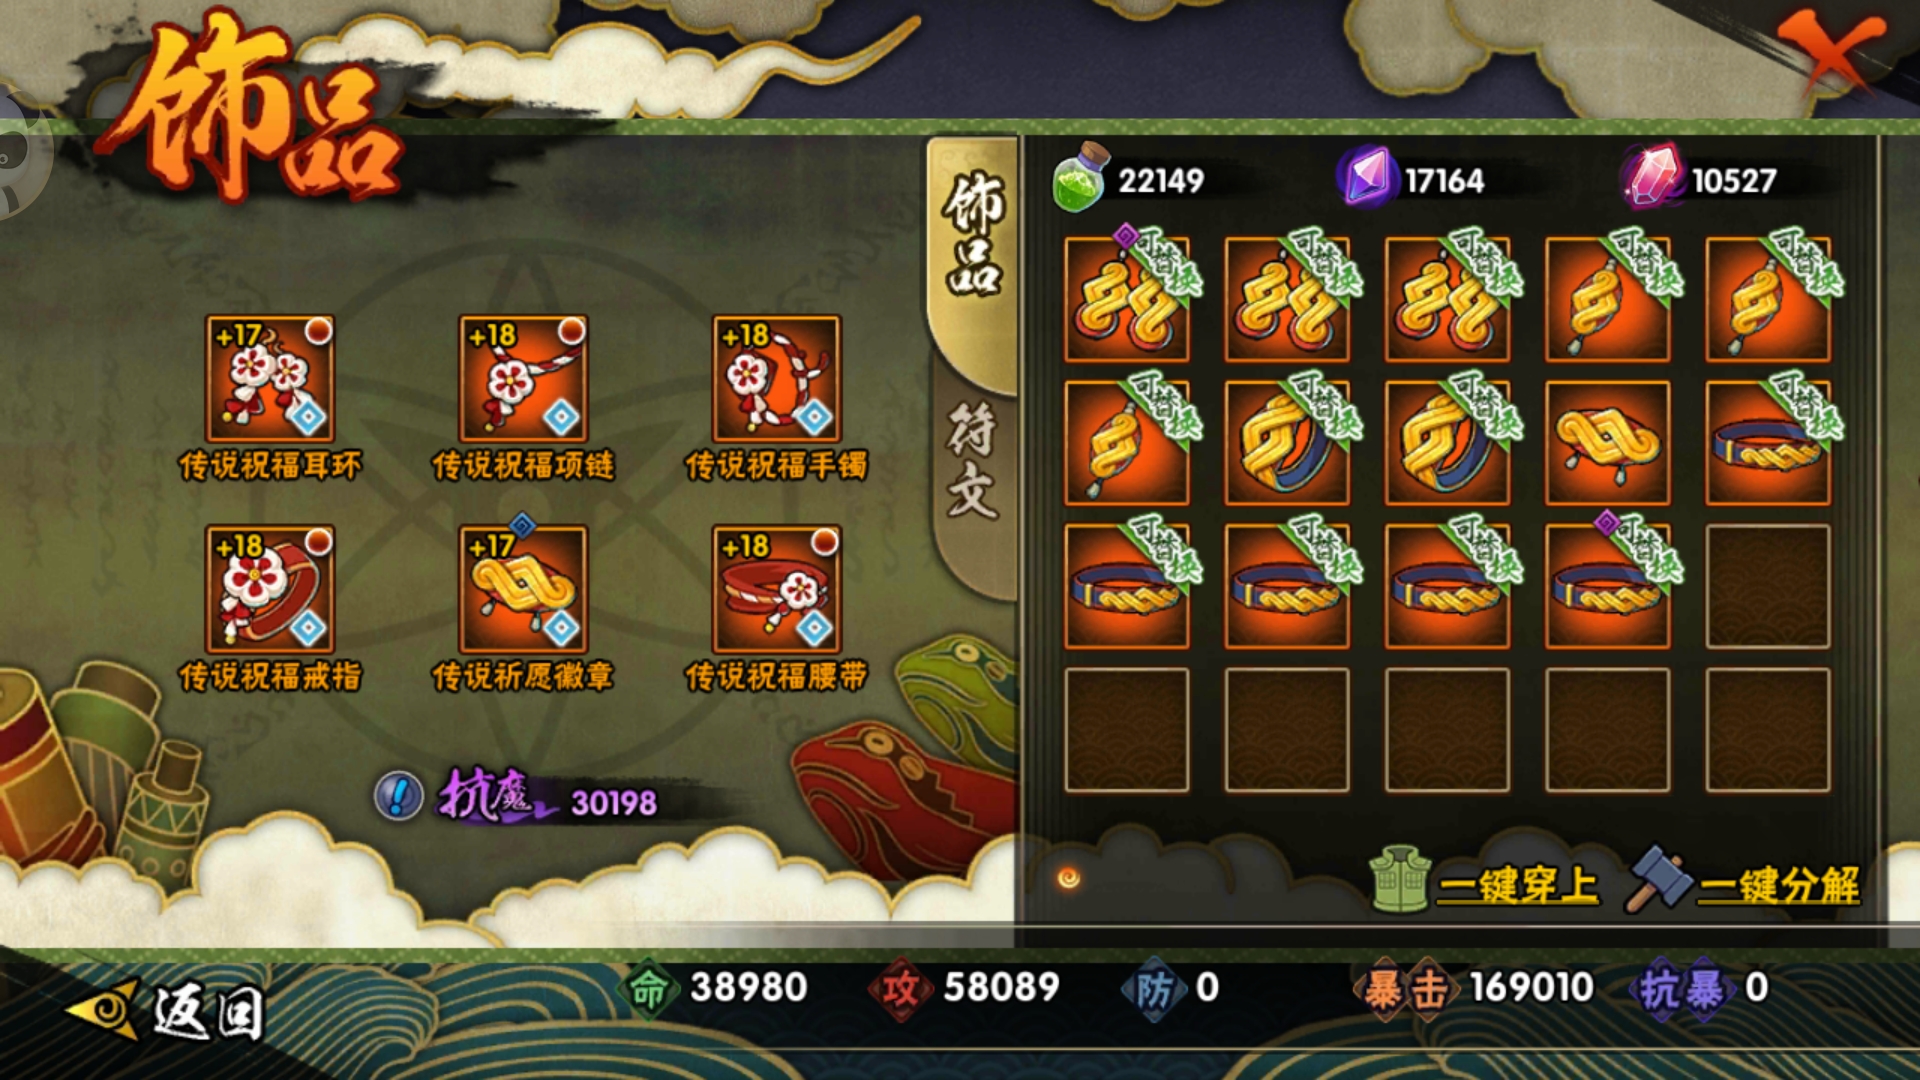 饰品
饰品
符文
22149
17164
10527
+17
传说祝福耳环
+18
传说祝福项链
+18
传说祝福手镯
+18
传说祝福戒指
+17
传说祈愿徽章
+18
传说祝福腰带
抗魔 30198
可替换
可替换
可替换
可替换
可替换
可替换
可替换
可替换
可替换
可替换
可替换
可替换
可替换
一键穿上
一键分解
返回
命 38980
攻 58089
防 0
暴击 169010
抗暴 0